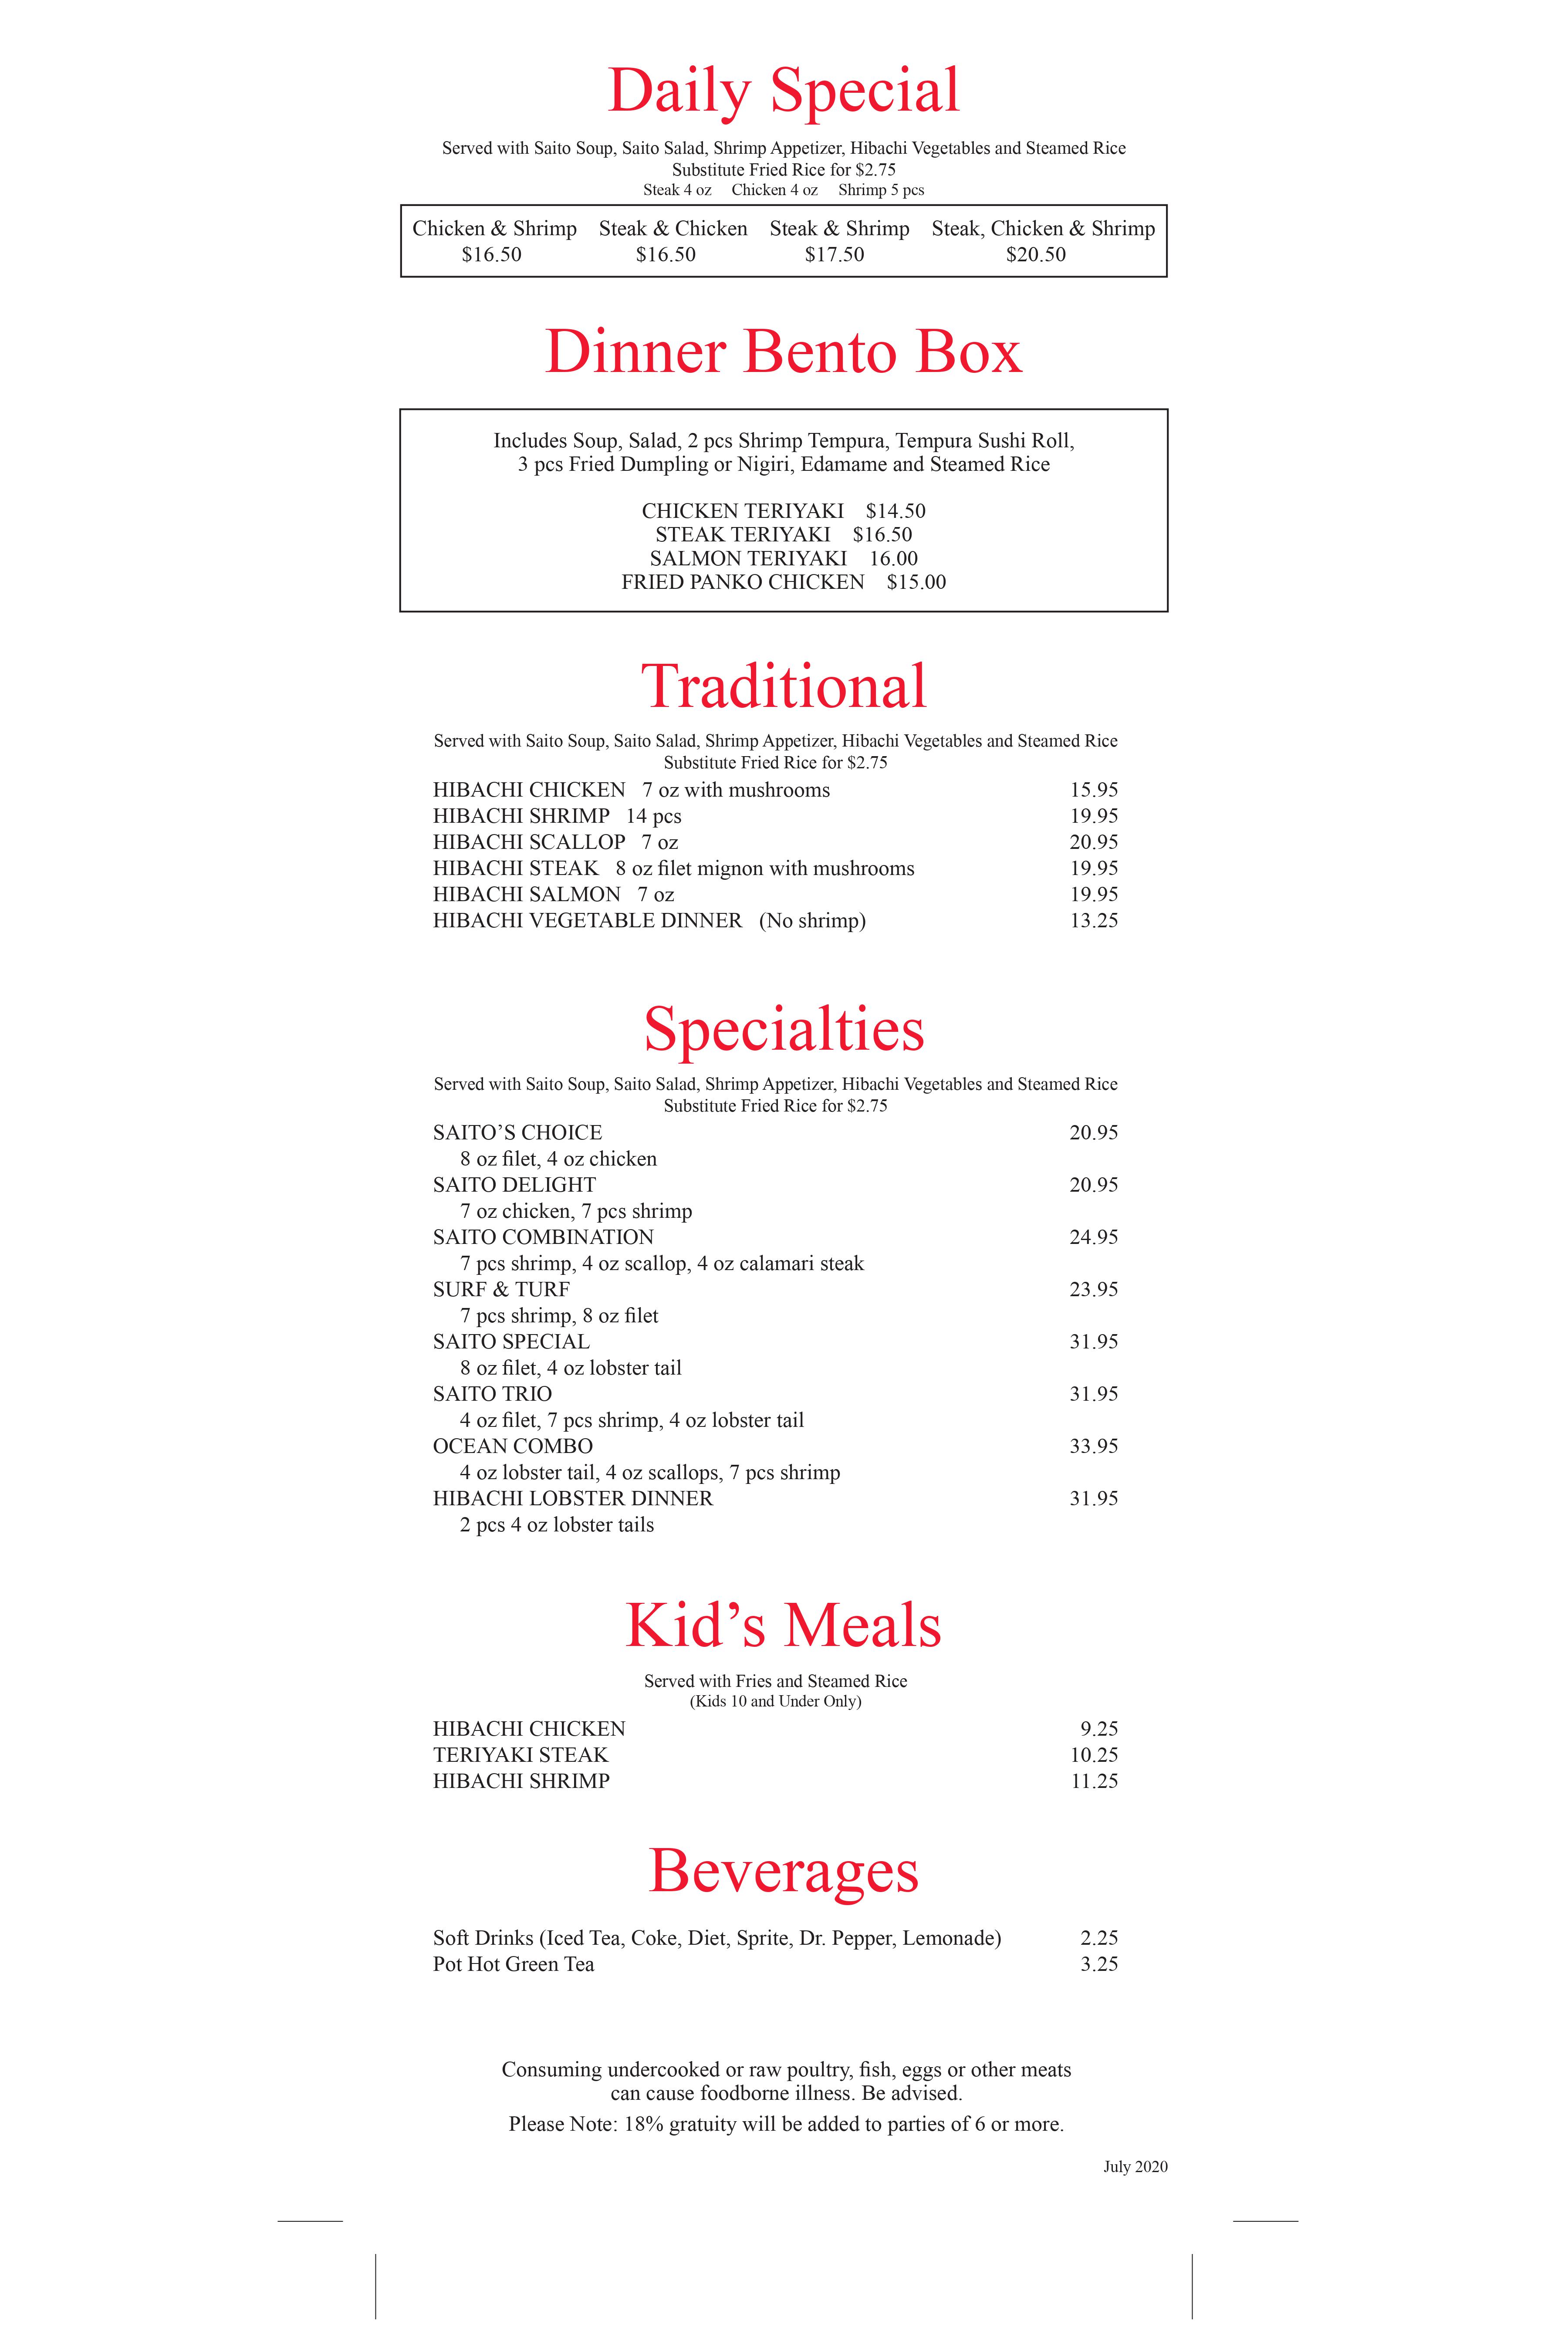 Daily Special
Served with Saito Soup, Saito Salad, Shrimp Appetizer, Hibachi Vegetables and Steamed Rice
Substitute Fried Rice for $2.75
Steak 4 oz Chicken 4 oz Shrimp 5 pcs
Chicken & Shrimp Steak & Chicken Steak & Shrimp Steak, Chicken & Shrimp
$16.50 $16.50 $17.50 $20.50
Dinner Bento Box
Includes Soup, Salad, 2 pcs Shrimp Tempura, Tempura Sushi Roll,
3 pcs Fried Dumpling or Nigiri, Edamame and Steamed Rice
CHICKEN TERIYAKI $14.50
STEAK TERIYAKI $16.50
SALMON TERIYAKI 16.00
FRIED PANKO CHICKEN $15.00
Traditional
Served with Saito Soup, Saito Salad, Shrimp Appetizer, Hibachi Vegetables and Steamed Rice
Substitute Fried Rice for $2.75
HIBACHI CHICKEN 7 oz with mushrooms 15.95
HIBACHI SHRIMP 14 pcs 19.95
HIBACHI SCALLOP 7 oz 20.95
HIBACHI STEAK 8 oz filet mignon with mushrooms 19.95
HIBACHI SALMON 7 oz 19.95
HIBACHI VEGETABLE DINNER (No shrimp) 13.25
Specialties
Served with Saito Soup, Saito Salad, Shrimp Appetizer, Hibachi Vegetables and Steamed Rice
Substitute Fried Rice for $2.75
SAITO’S CHOICE 20.95
8 oz filet, 4 oz chicken
SAITO DELIGHT 20.95
7 oz chicken, 7 pcs shrimp
SAITO COMBINATION 24.95
7 pcs shrimp, 4 oz scallop, 4 oz calamari steak
SURF & TURF 23.95
7 pcs shrimp, 8 oz filet
SAITO SPECIAL 31.95
8 oz filet, 4 oz lobster tail
SAITO TRIO 31.95
4 oz filet, 7 pcs shrimp, 4 oz lobster tail
OCEAN COMBO 33.95
4 oz lobster tail, 4 oz scallops, 7 pcs shrimp
HIBACHI LOBSTER DINNER 31.95
2 pcs 4 oz lobster tails
Kid’s Meals
Served with Fries and Steamed Rice
(Kids 10 and Under Only)
HIBACHI CHICKEN 9.25
TERIYAKI STEAK 10.25
HIBACHI SHRIMP 11.25
Beverages
Soft Drinks (Iced Tea, Coke, Diet, Sprite, Dr. Pepper, Lemonade) 2.25
Pot Hot Green Tea 3.25
Consuming undercooked or raw poultry, fish, eggs or other meats
can cause foodborne illness. Be advised.
Please Note: 18% gratuity will be added to parties of 6 or more.
July 2020